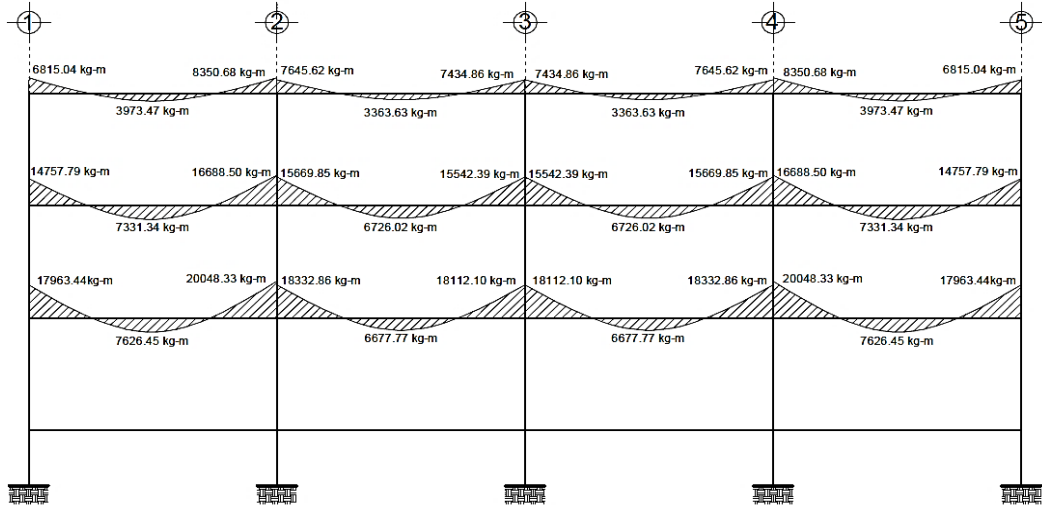 1 2 3 4 5
6815.04 kg-m 8350.68 kg-m 7645.62 kg-m 7434.86 kg-m 7434.86 kg-m 7645.62 kg-m 8350.68 kg-m 6815.04 kg-m
3973.47 kg-m 3363.63 kg-m 3363.63 kg-m 3973.47 kg-m
14757.79 kg-m 16688.50 kg-m 15669.85 kg-m 15542.39 kg-m 15542.39 kg-m 15669.85 kg-m 16688.50 kg-m 14757.79 kg-m
7331.34 kg-m 6726.02 kg-m 6726.02 kg-m 7331.34 kg-m
17963.44kg-m 20048.33 kg-m 18332.86 kg-m 18112.10 kg-m 18112.10 kg-m 18332.86 kg-m 20048.33 kg-m 17963.44kg-m
7626.45 kg-m 6677.77 kg-m 6677.77 kg-m 7626.45 kg-m